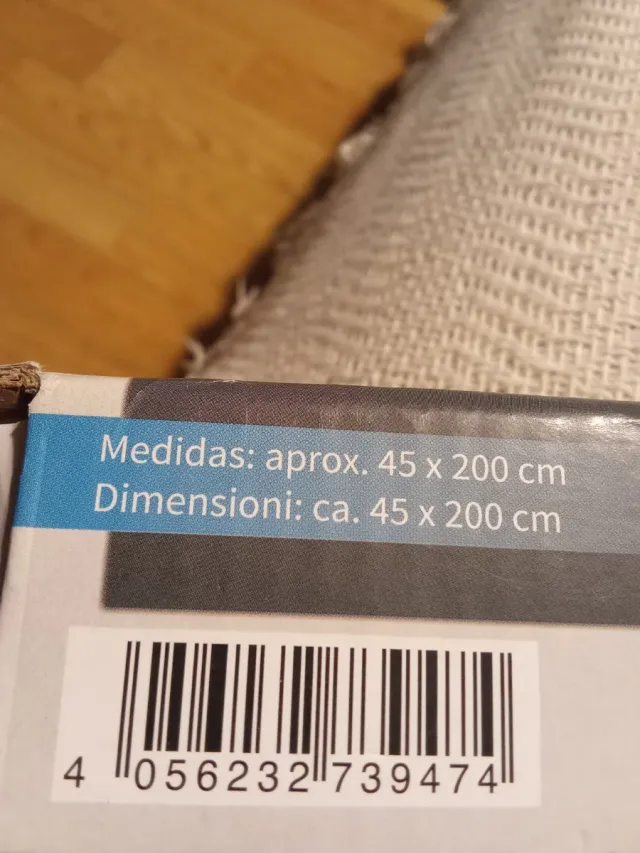 Medidas: aprox. 45 x 200 cm
Dimensioni: ca. 45 x 200 cm
4 056232 739474